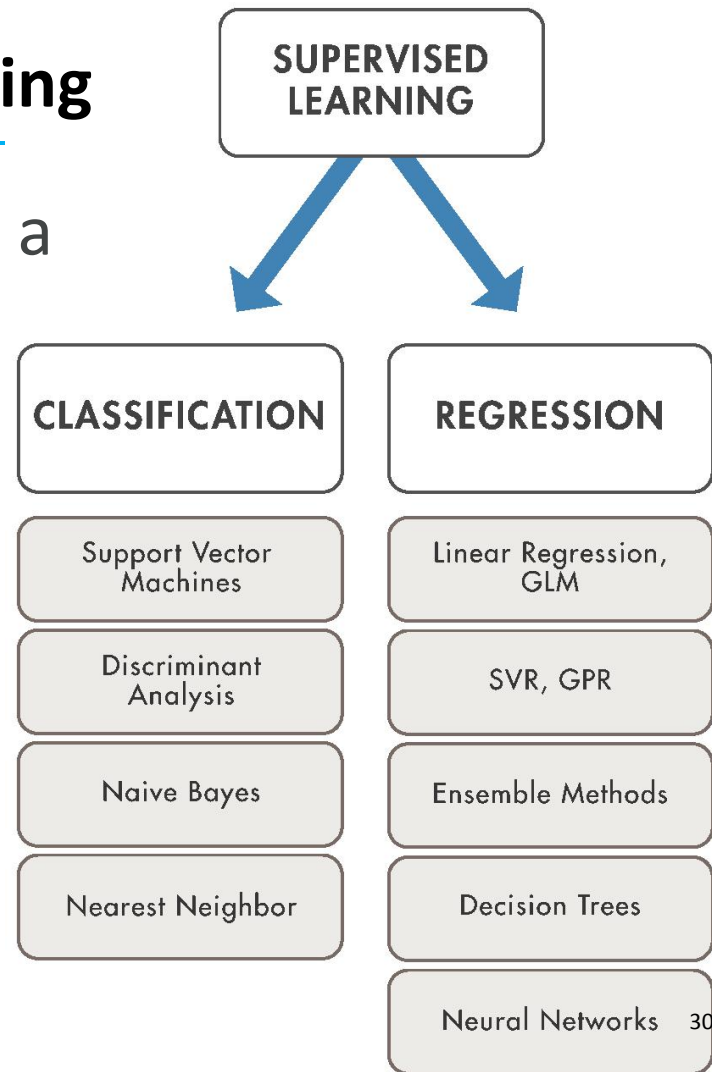 ing
a
SUPERVISED
LEARNING
CLASSIFICATION
Support Vector
Machines
Discriminant
Analysis
Naive Bayes
Nearest Neighbor
REGRESSION
Linear Regression,
GLM
SVR, GPR
Ensemble Methods
Decision Trees
Neural Networks
30